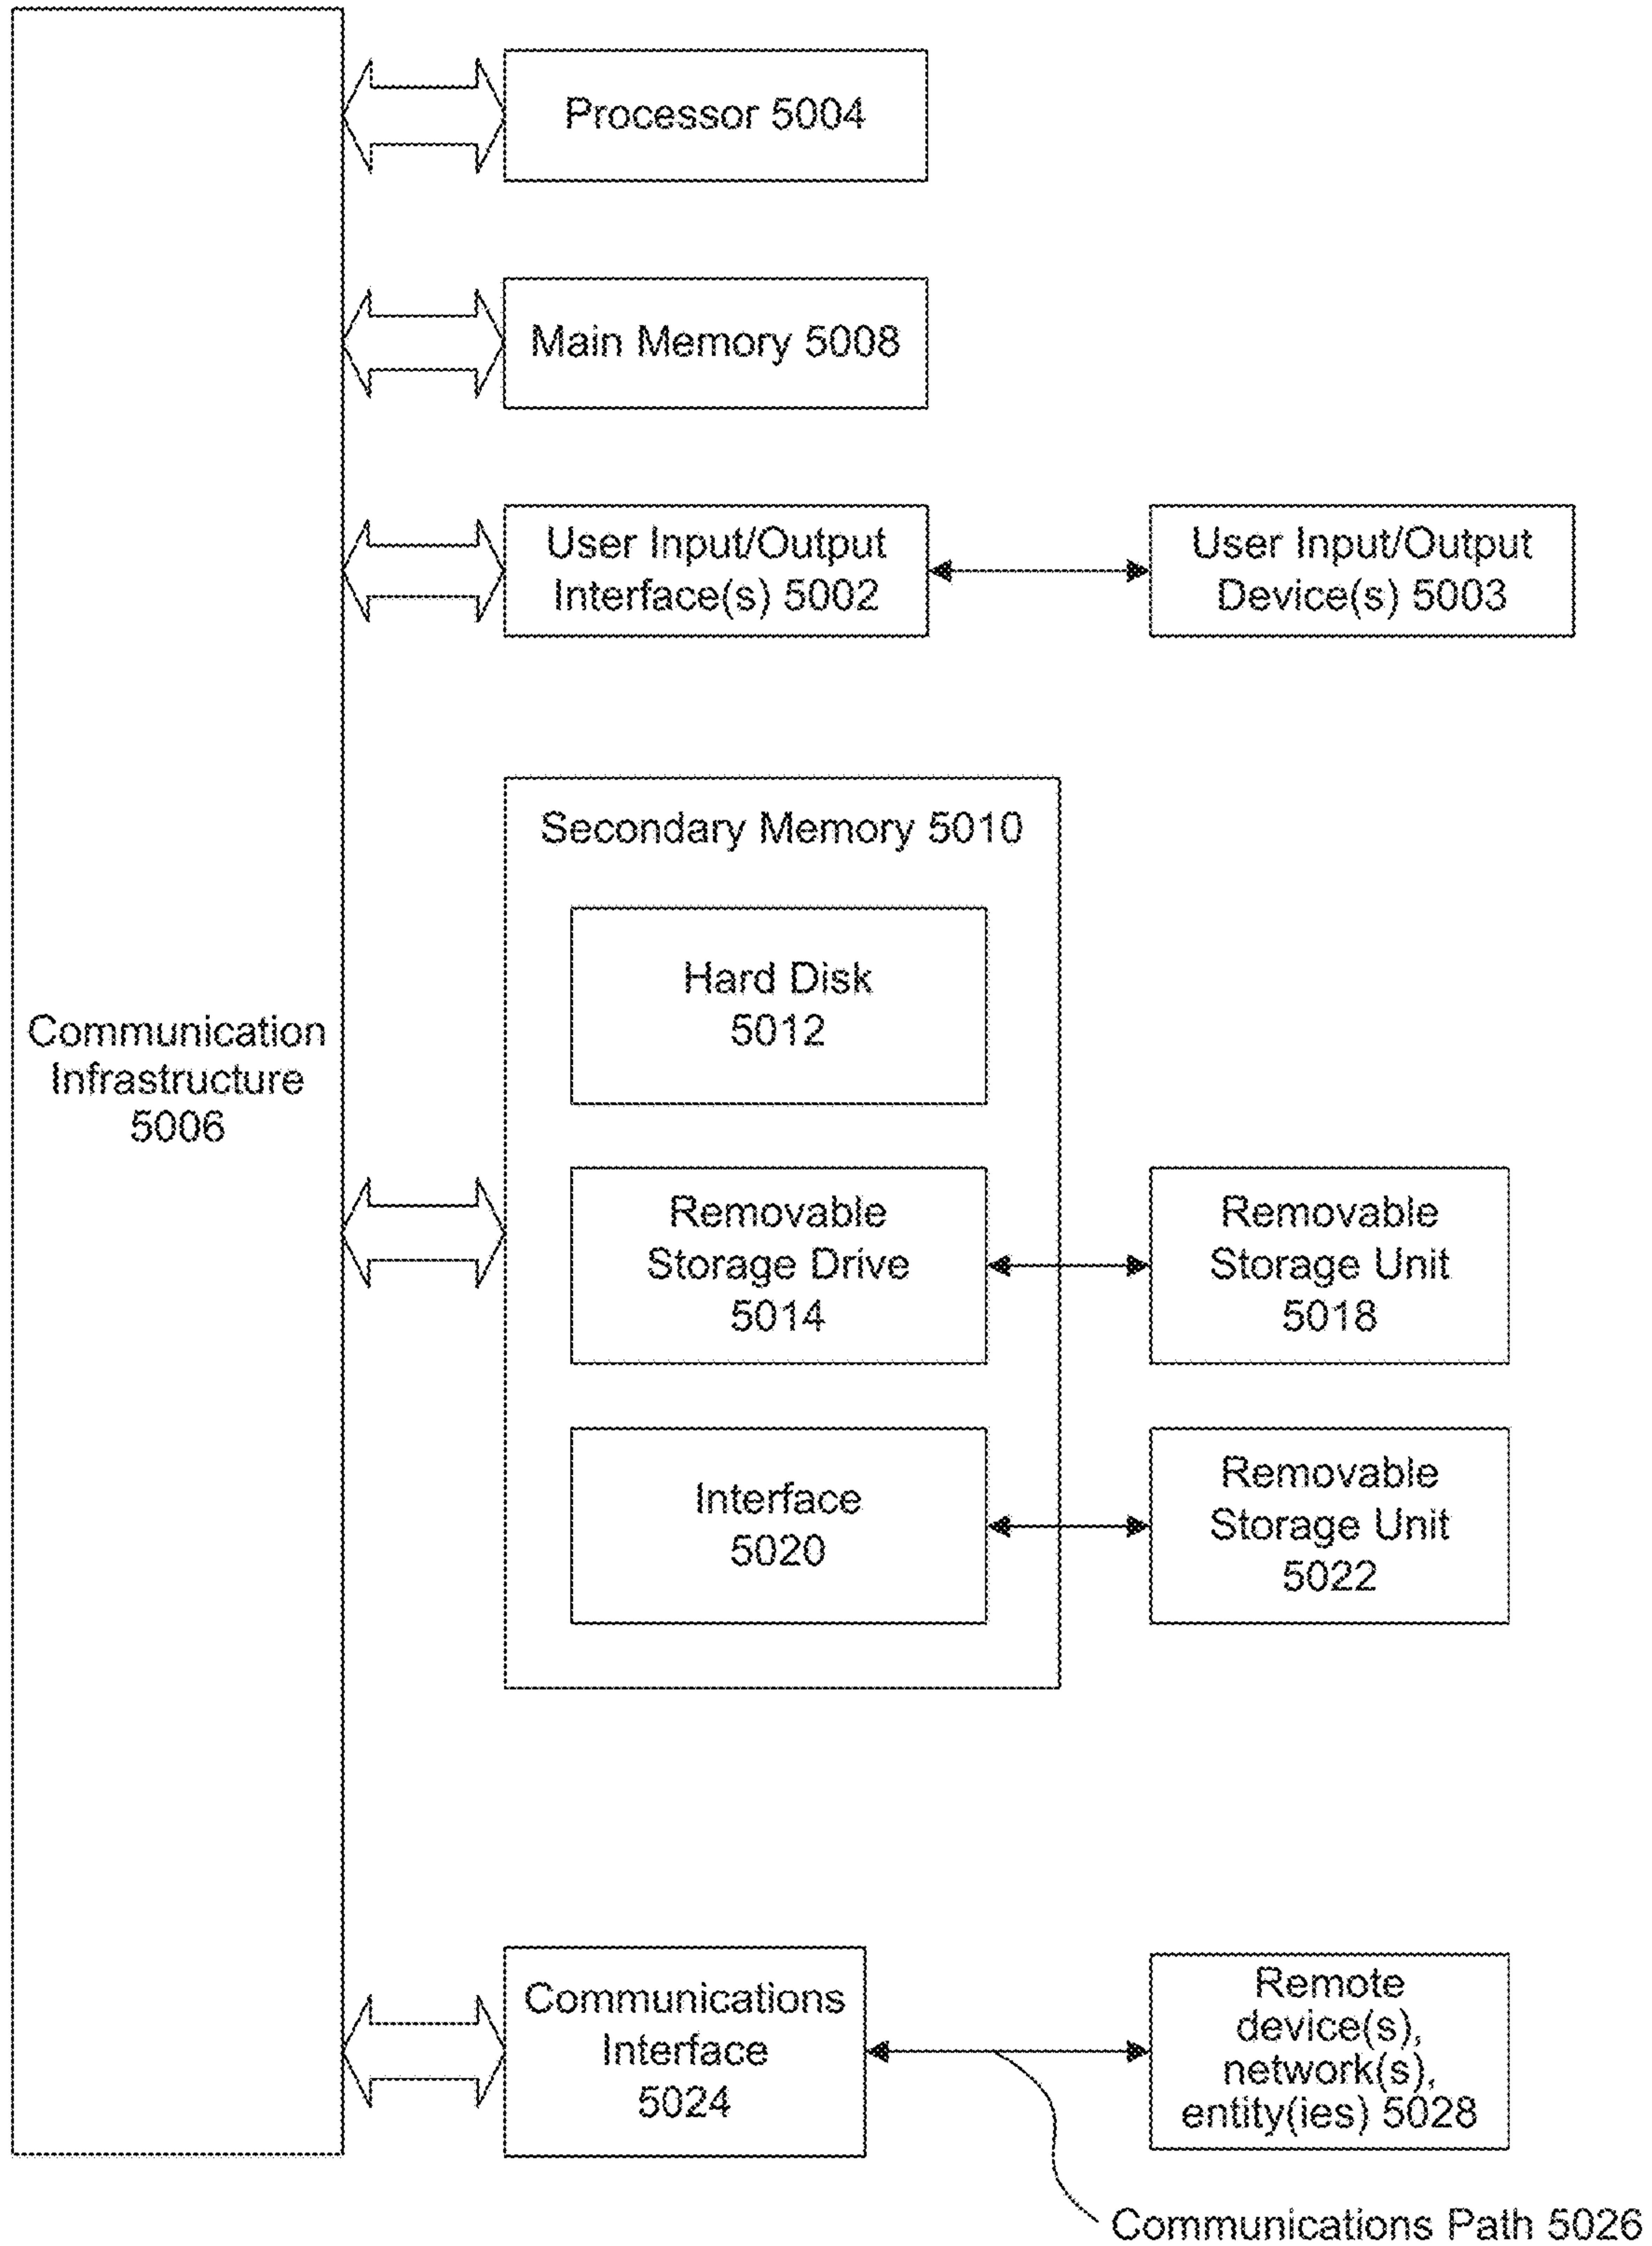 Processor 5004
Main Memory 5008
User Input/Output
Interface(s) 5002
User Input/Output
Device(s) 5003
Secondary Memory 5010
Hard Disk
5012
Communication
Infrastructure
5006
Removable
Storage Drive
5014
Removable
Storage Unit
5018
Interface
5020
Removable
Storage Unit
5022
Communications
Interface
5024
Remote
device(s),
network(s),
entity(ies) 5028
Communications Path 5026